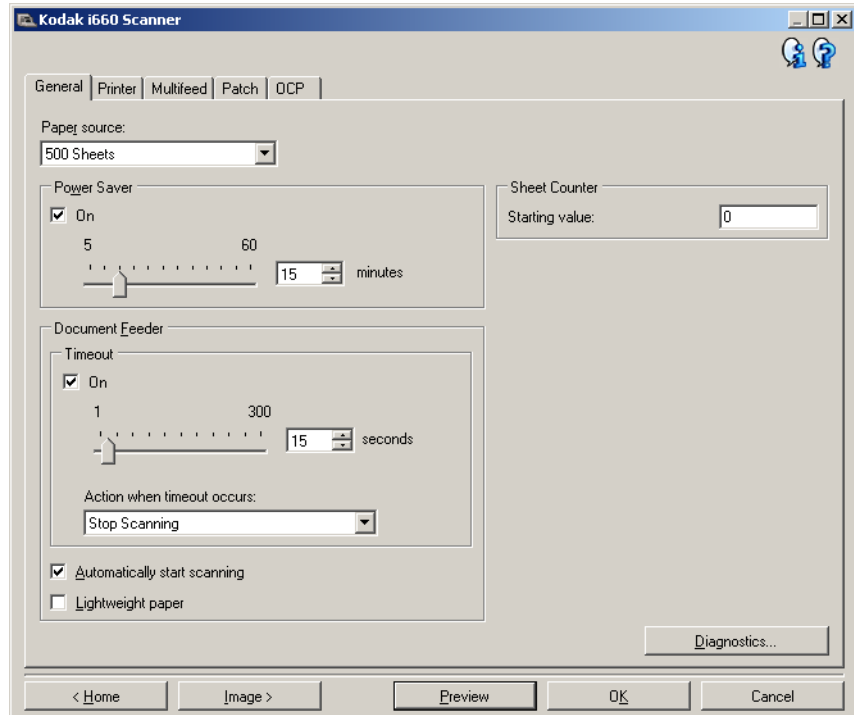 Kodak i660 Scanner
General Printer Multifeed Patch OCP
Paper source:
500 Sheets
Power Saver
On
5 60
15 minutes
Sheet Counter
Starting value: 0
Document Feeder
Timeout
On
1 300
15 seconds
Action when timeout occurs:
Stop Scanning
Automatically start scanning
Lightweight paper
Diagnostics...
< Home Image > Preview OK Cancel